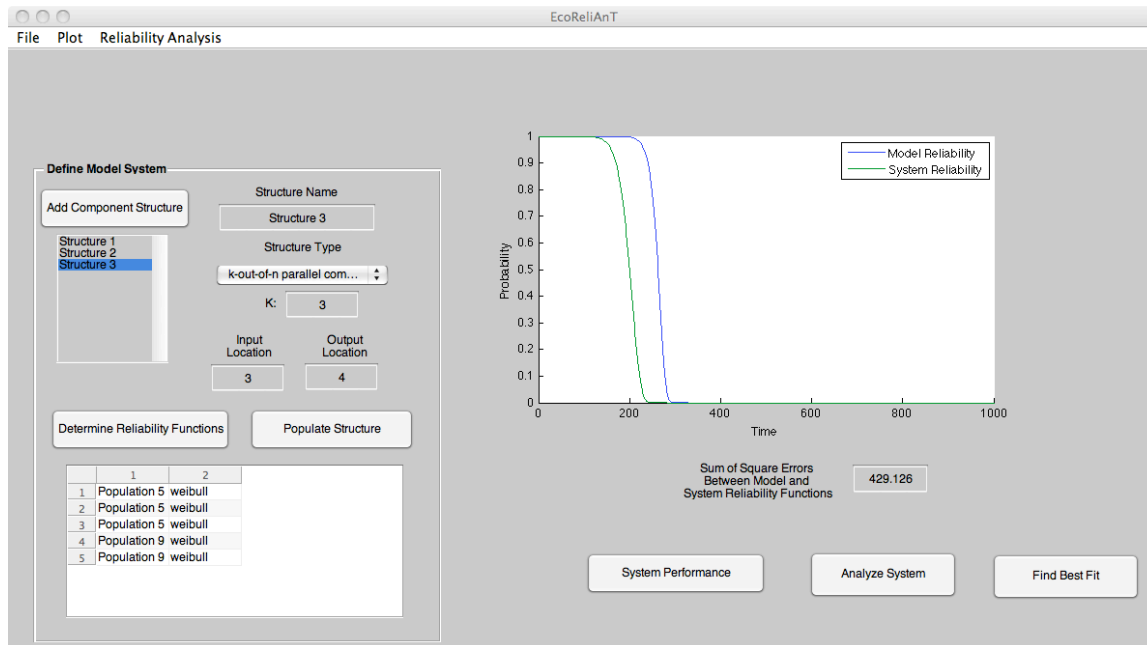 EcoReliAnT
File Plot Reliability Analysis
Define Model System
Add Component Structure
Structure 1
Structure 2
Structure 3
Structure Name
Structure 3
Structure Type
k-out-of-n parallel com...
K: 3
Input
Location
Output
Location
3
4
Determine Reliability Functions
Populate Structure
1 2
1 Population 5 weibull
2 Population 5 weibull
3 Population 5 weibull
4 Population 9 weibull
5 Population 9 weibull
Model Reliability
System Reliability
Probability
1
0.9
0.8
0.7
0.6
0.5
0.4
0.3
0.2
0.1
0
0 200 400 600 800 1000
Time
Sum of Square Errors
Between Model and
System Reliability Functions
429.126
System Performance
Analyze System
Find Best Fit